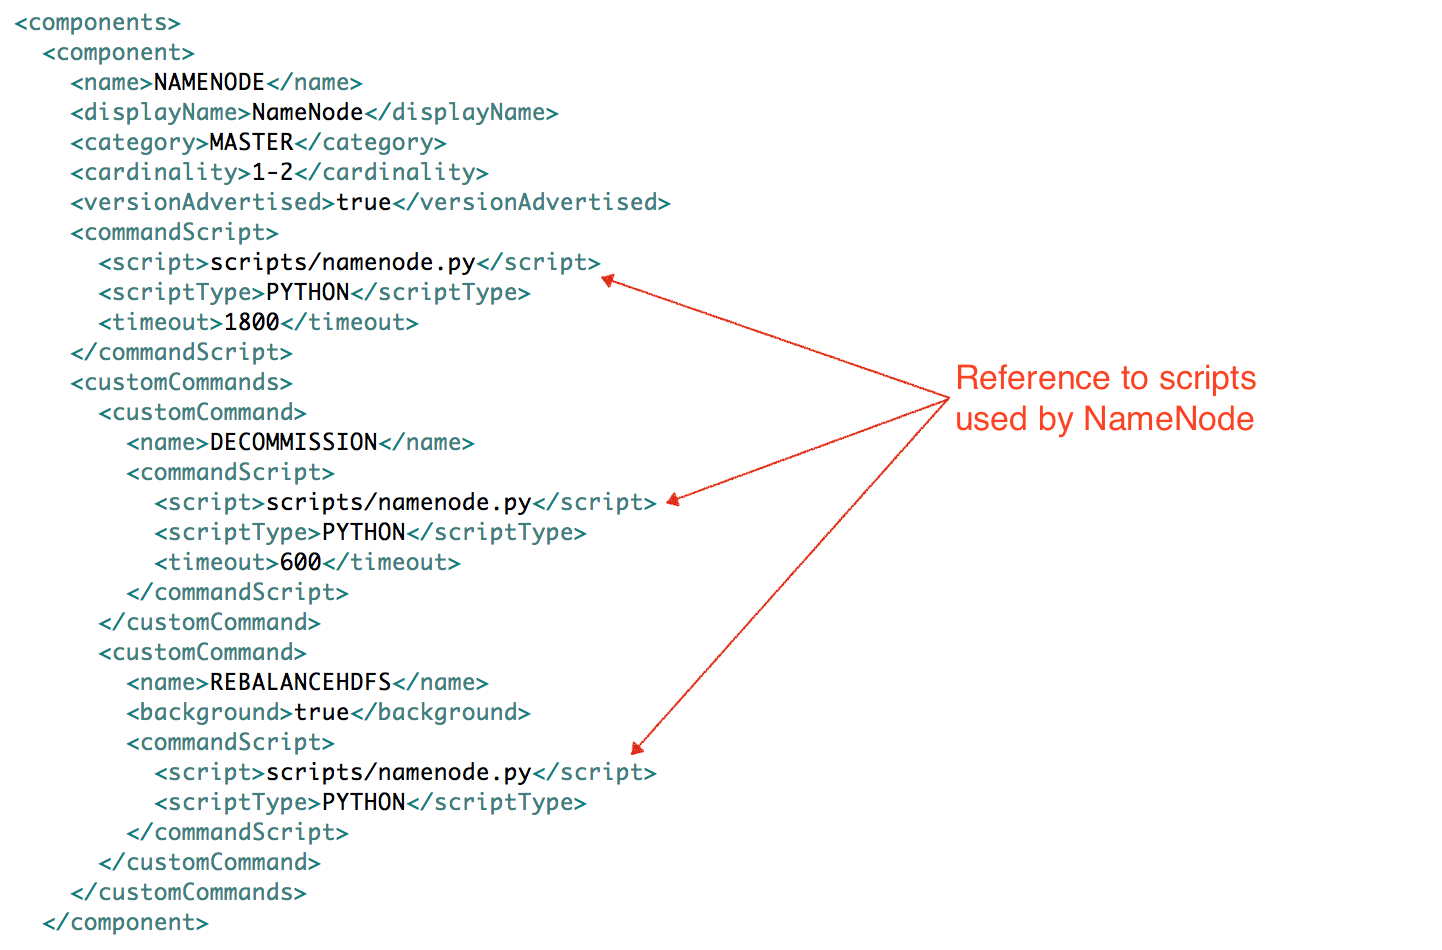 <components>
  <component>
    <name>NAMENODE</name>
    <displayName>NameNode</displayName>
    <category>MASTER</category>
    <cardinality>1-2</cardinality>
    <versionAdvertised>true</versionAdvertised>
    <commandScript>
      <script>scripts/namenode.py</script>
      <scriptType>PYTHON</scriptType>
      <timeout>1800</timeout>
    </commandScript>
    <customCommands>
      <customCommand>
        <name>DECOMMISSION</name>
        <commandScript>
          <script>scripts/namenode.py</script>
          <scriptType>PYTHON</scriptType>
          <timeout>600</timeout>
        </commandScript>
      </customCommand>
      <customCommand>
        <name>REBALANCEHDFS</name>
        <background>true</background>
        <commandScript>
          <script>scripts/namenode.py</script>
          <scriptType>PYTHON</scriptType>
        </commandScript>
      </customCommand>
    </customCommands>
  </component>
Reference to scripts
used by NameNode